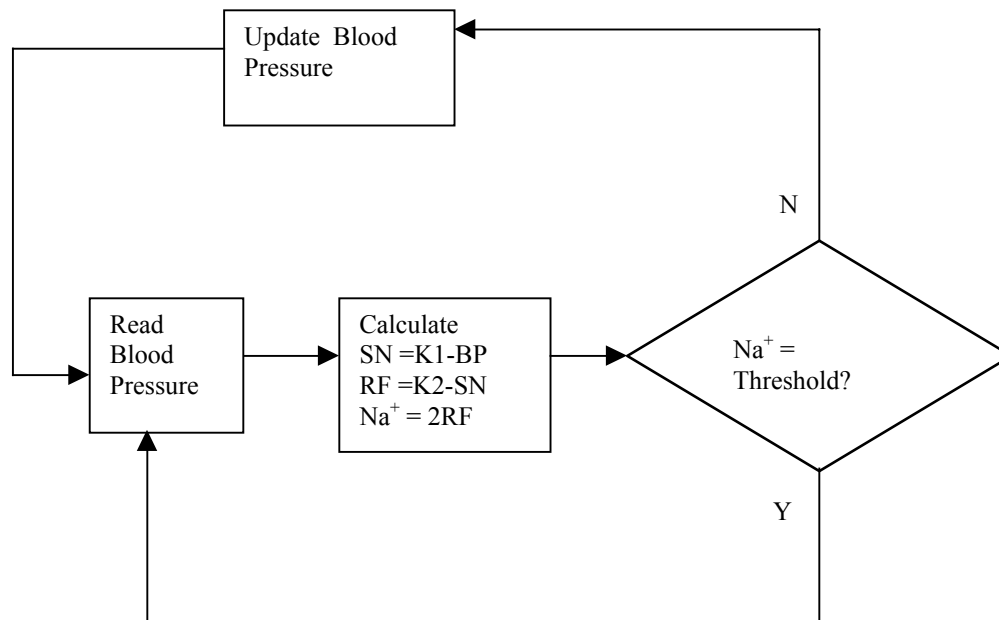 Update Blood
Pressure
N
Read
Blood
Pressure
Calculate
SN =K1-BP
RF =K2-SN
Na⁺ = 2RF
Na⁺ =
Threshold?
Y